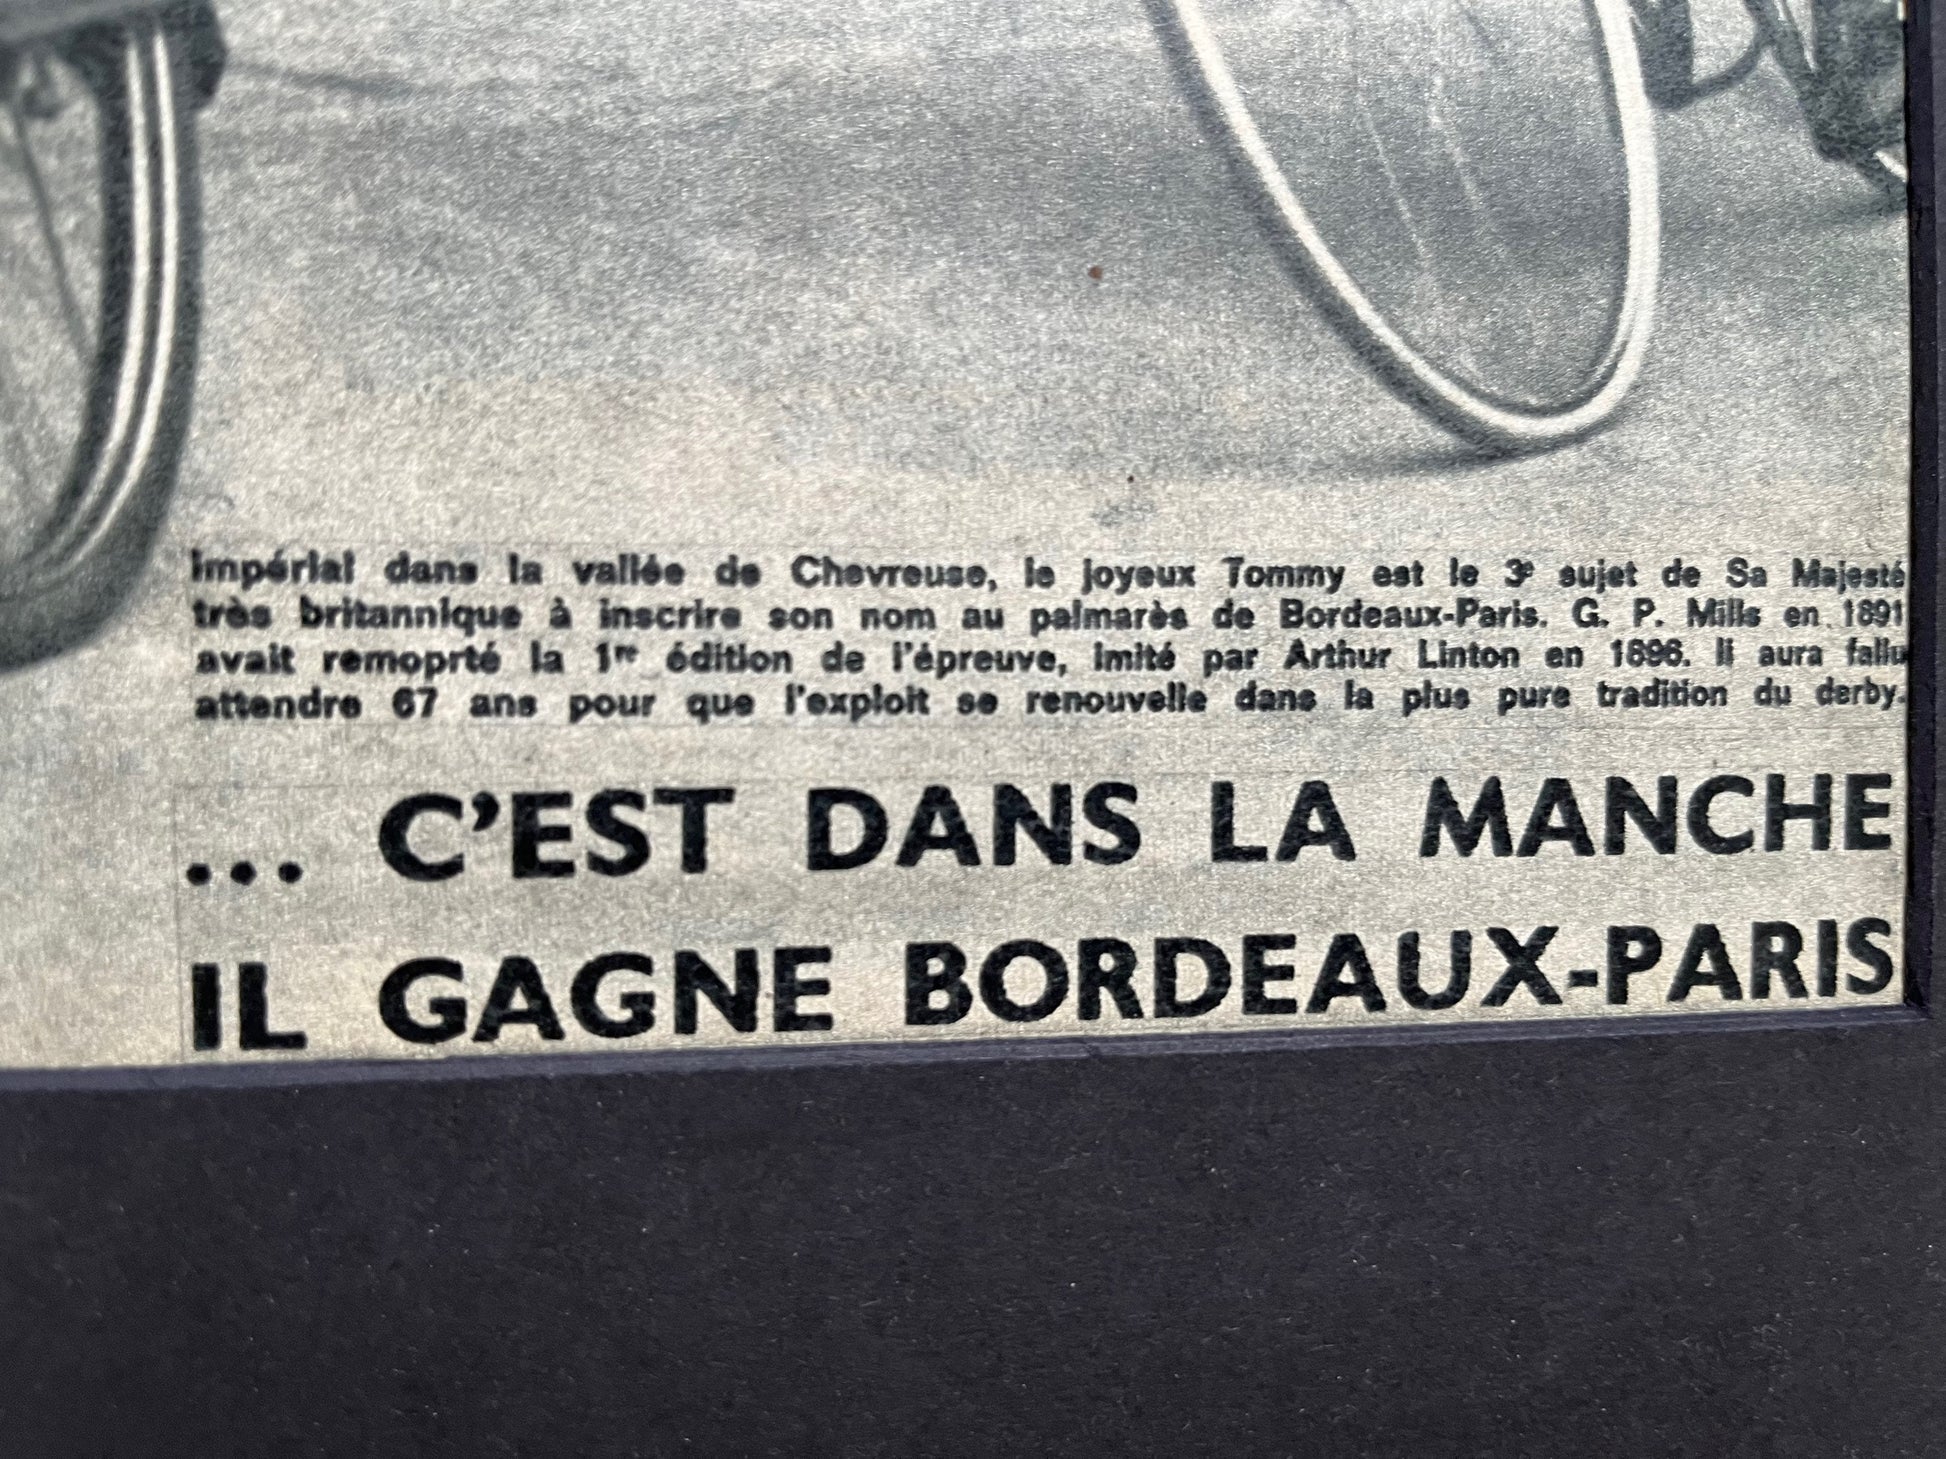 impérial dans la vallée de Chevreuse, le joyeux Tommy est le 3e sujet de Sa Majesté
très britannique à inscrire son nom au palmarès de Bordeaux-Paris. G. P. Mills en 1891
avait remoprté la 1re édition de l'épreuve, imité par Arthur Linton en 1896. Il aura fallu
attendre 67 ans pour que l'exploit se renouvelle dans la plus pure tradition du derby.
... C'EST DANS LA MANCHE
IL GAGNE BORDEAUX-PARIS